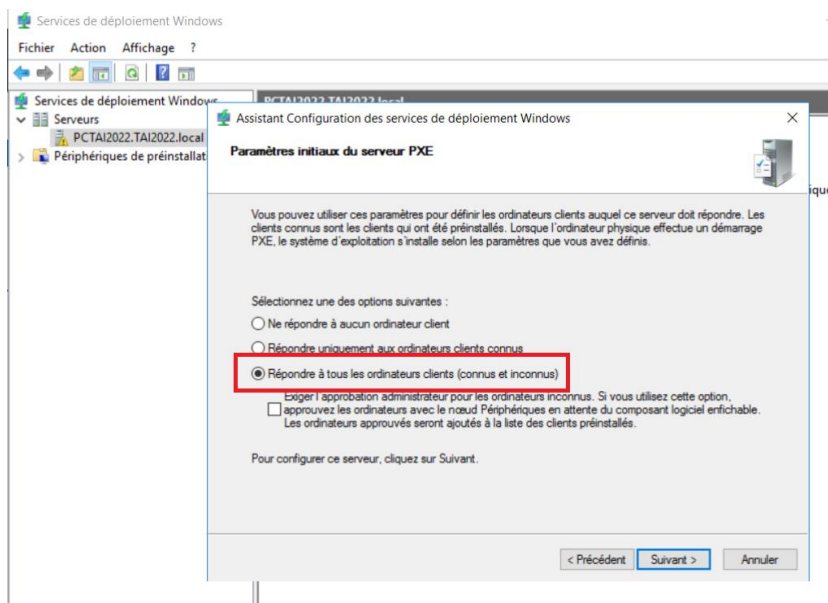 Services de déploiement Windows
Fichier Action Affichage ?
Services de déploiement
Serveurs
PCTAI2022.TAI2022.local
Périphériques de
PCTAI2022.TAI2022.local
Assistant Configuration des services de déploiement Windows
Paramètres initiaux du serveur PXE
Vous pouvez utiliser ces paramètres pour définir les ordinateurs clients auquel ce serveur doit répondre. Les
clients connus sont les clients qui ont été préinstallés. Lorsque l'ordinateur physique effectue un démarrage
PXE, le système d'exploitation s'installe selon les paramètres que vous avez définis.
Sélectionnez une des options suivantes :
Ne répondre à aucun ordinateur client
Répondre uniquement aux ordinateurs clients connus
Répondre à tous les ordinateurs clients (connus et inconnus)
Exiger l'approbation administrateur pour les ordinateurs inconnus. Si vous utilisez cette option,
approuvez les ordinateurs avec le nœud Périphériques en attente du composant logiciel enfichable.
Les ordinateurs approuvés seront ajoutés à la liste des clients préinstallés.
Pour configurer ce serveur, cliquez sur Suivant.
< Précédent Suivant > Annuler